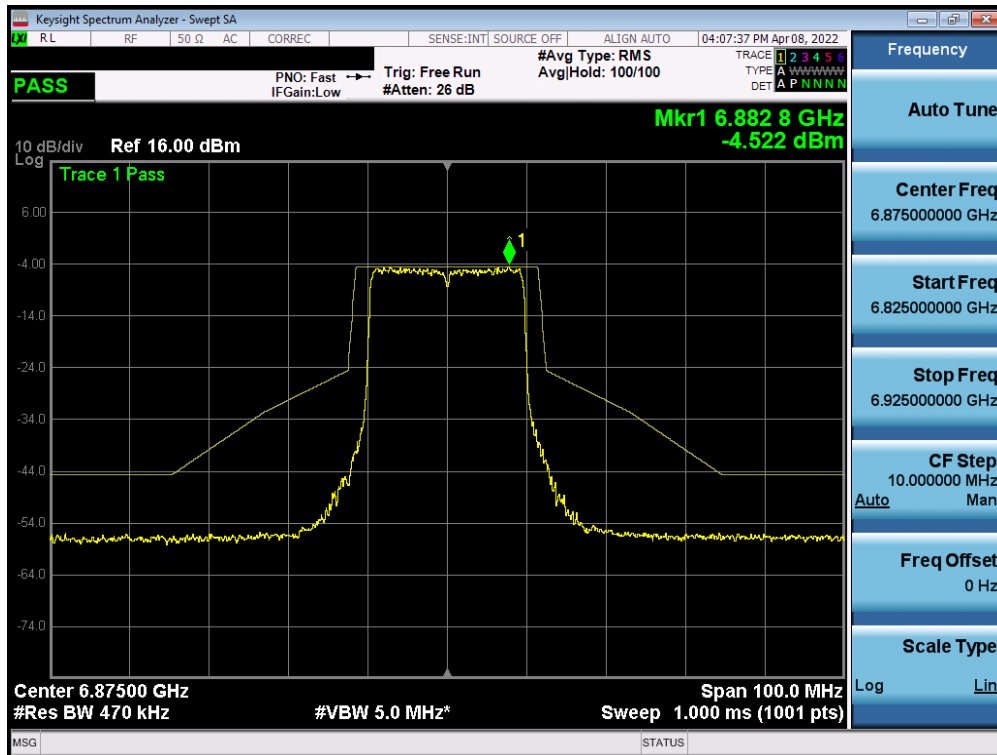 Keysight Spectrum Analyzer - Swept SA
LXI RL RF 50 Ω AC CORREC SENSE:INT SOURCE OFF ALIGN AUTO 04:07:37 PM Apr 08, 2022
PASS
PNO: Fast
IFGain:Low
Trig: Free Run
#Atten: 26 dB
#Avg Type: RMS
Avg|Hold: 100/100
TRACE 1 2 3 4 5 6
TYPE A WWWWW
DET A P N N N N
Mkr1 6.882 8 GHz
-4.522 dBm
10 dB/div Ref 16.00 dBm
Log
Trace 1 Pass
1
6.00
-4.00
-14.0
-24.0
-34.0
-44.0
-54.0
-64.0
-74.0
Center 6.87500 GHz Span 100.0 MHz
#Res BW 470 kHz #VBW 5.0 MHz* Sweep 1.000 ms (1001 pts)
MSG STATUS
Frequency
Auto Tune
Center Freq
6.875000000 GHz
Start Freq
6.825000000 GHz
Stop Freq
6.925000000 GHz
CF Step
10.000000 MHz
Auto Man
Freq Offset
0 Hz
Scale Type
Log Lin